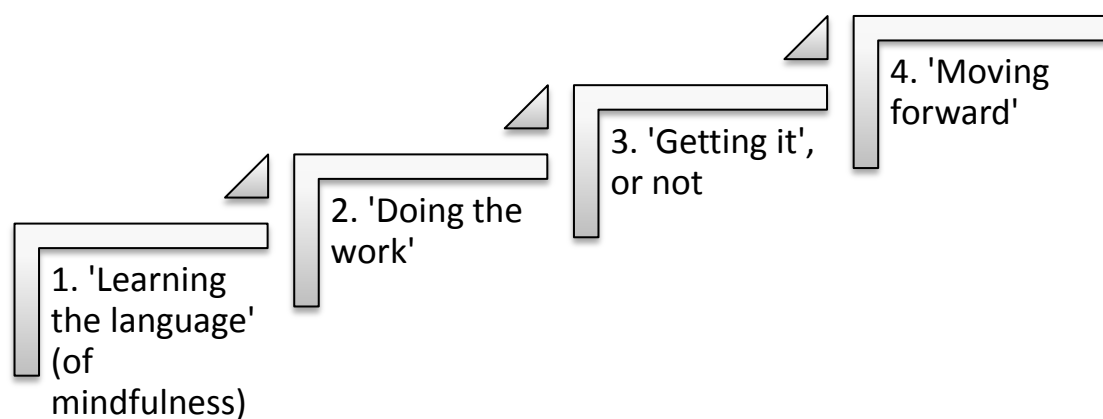 1. 'Learning
the language'
(of
mindfulness)
2. 'Doing the
work'
3. 'Getting it',
or not
4. 'Moving
forward'